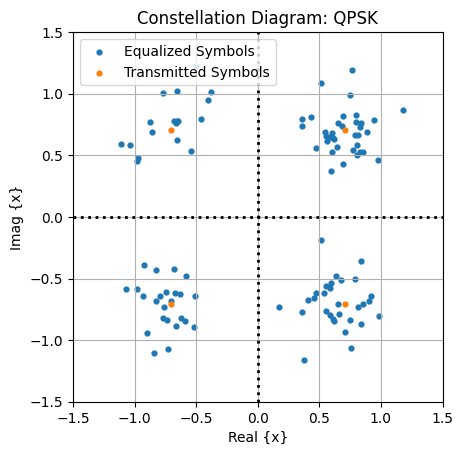 Constellation Diagram: QPSK
Equalized Symbols
Transmitted Symbols
1.5
1.0
0.5
0.0
−0.5
−1.0
−1.5
Imag {x}
−1.5 −1.0 −0.5 0.0 0.5 1.0 1.5
Real {x}